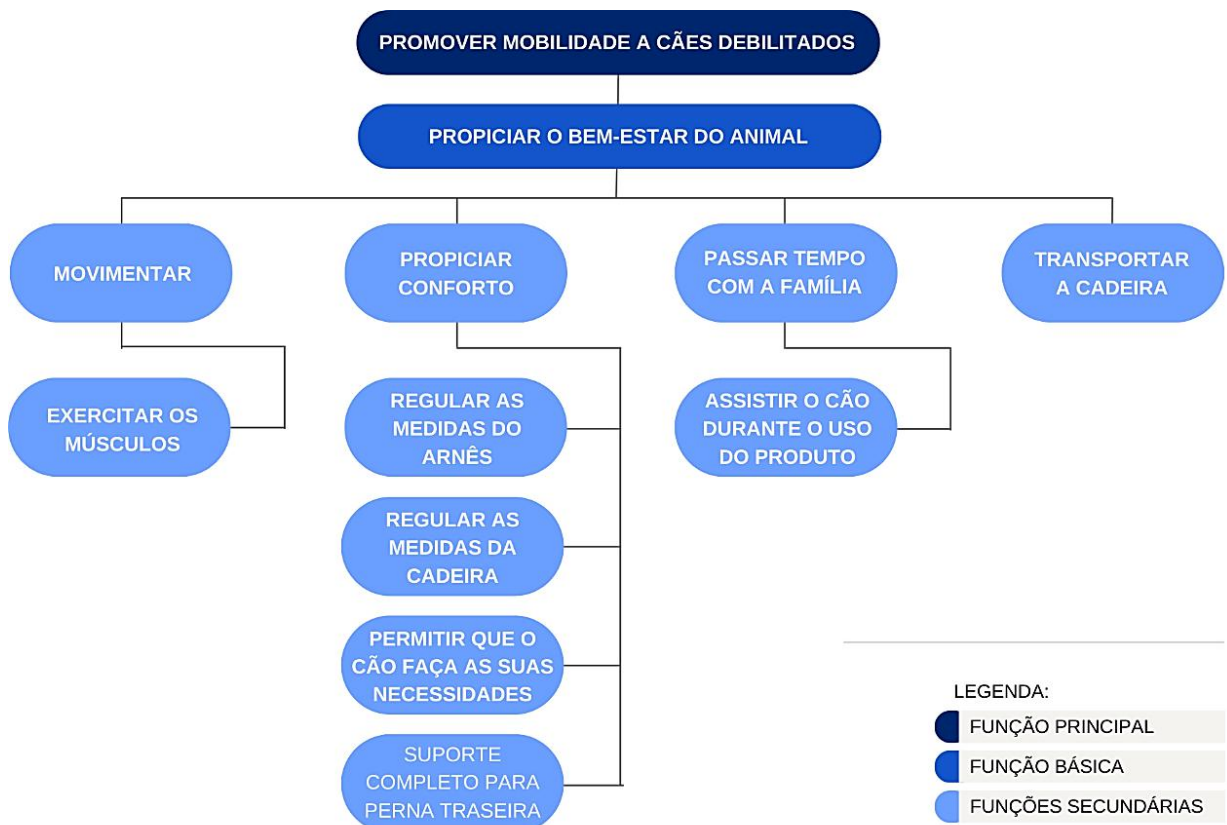 PROMOVER MOBILIDADE A CÃES DEBILITADOS
PROPICIAR O BEM-ESTAR DO ANIMAL
MOVIMENTAR
PROPICIAR
CONFORTO
PASSAR TEMPO
COM A FAMÍLIA
TRANSPORTAR
A CADEIRA
EXERCITAR OS
MÚSCULOS
REGULAR AS
MEDIDAS DO
ARNÊS
ASSISTIR O CÃO
DURANTE O USO
DO PRODUTO
REGULAR AS
MEDIDAS DA
CADEIRA
PERMITIR QUE O
CÃO FAÇA AS SUAS
NECESSIDADES
SUPORTE
COMPLETO PARA
PERNA TRASEIRA
LEGENDA:
FUNÇÃO PRINCIPAL
FUNÇÃO BÁSICA
FUNÇÕES SECUNDÁRIAS